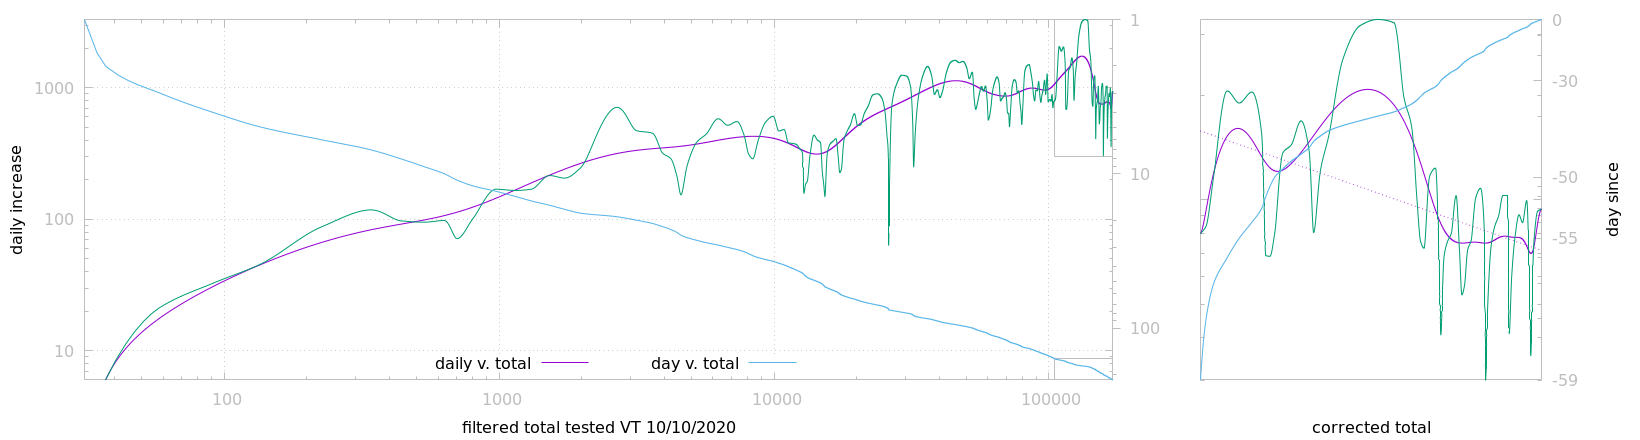 daily increase
1000
100
10
daily v. total
day v. total
100
1000
10000
100000
filtered total tested VT 10/10/2020
1
10
100
0
-30
-50
-55
-59
day since
corrected total